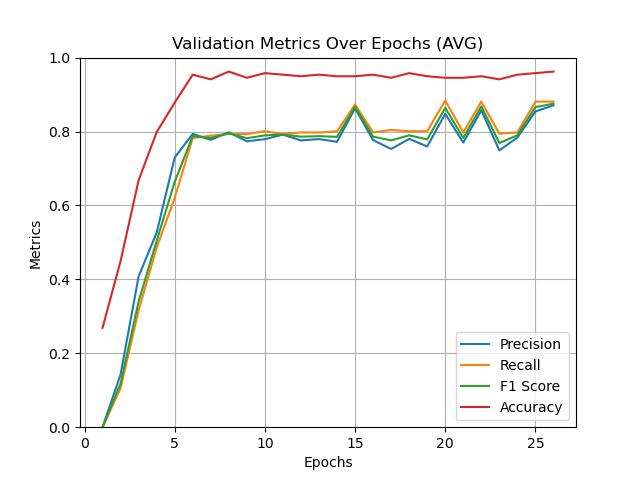 Validation Metrics Over Epochs (AVG)
1.0
0.8
0.6
0.4
0.2
0.0
Metrics
0 5 10 15 20 25
Epochs
Precision
Recall
F1 Score
Accuracy